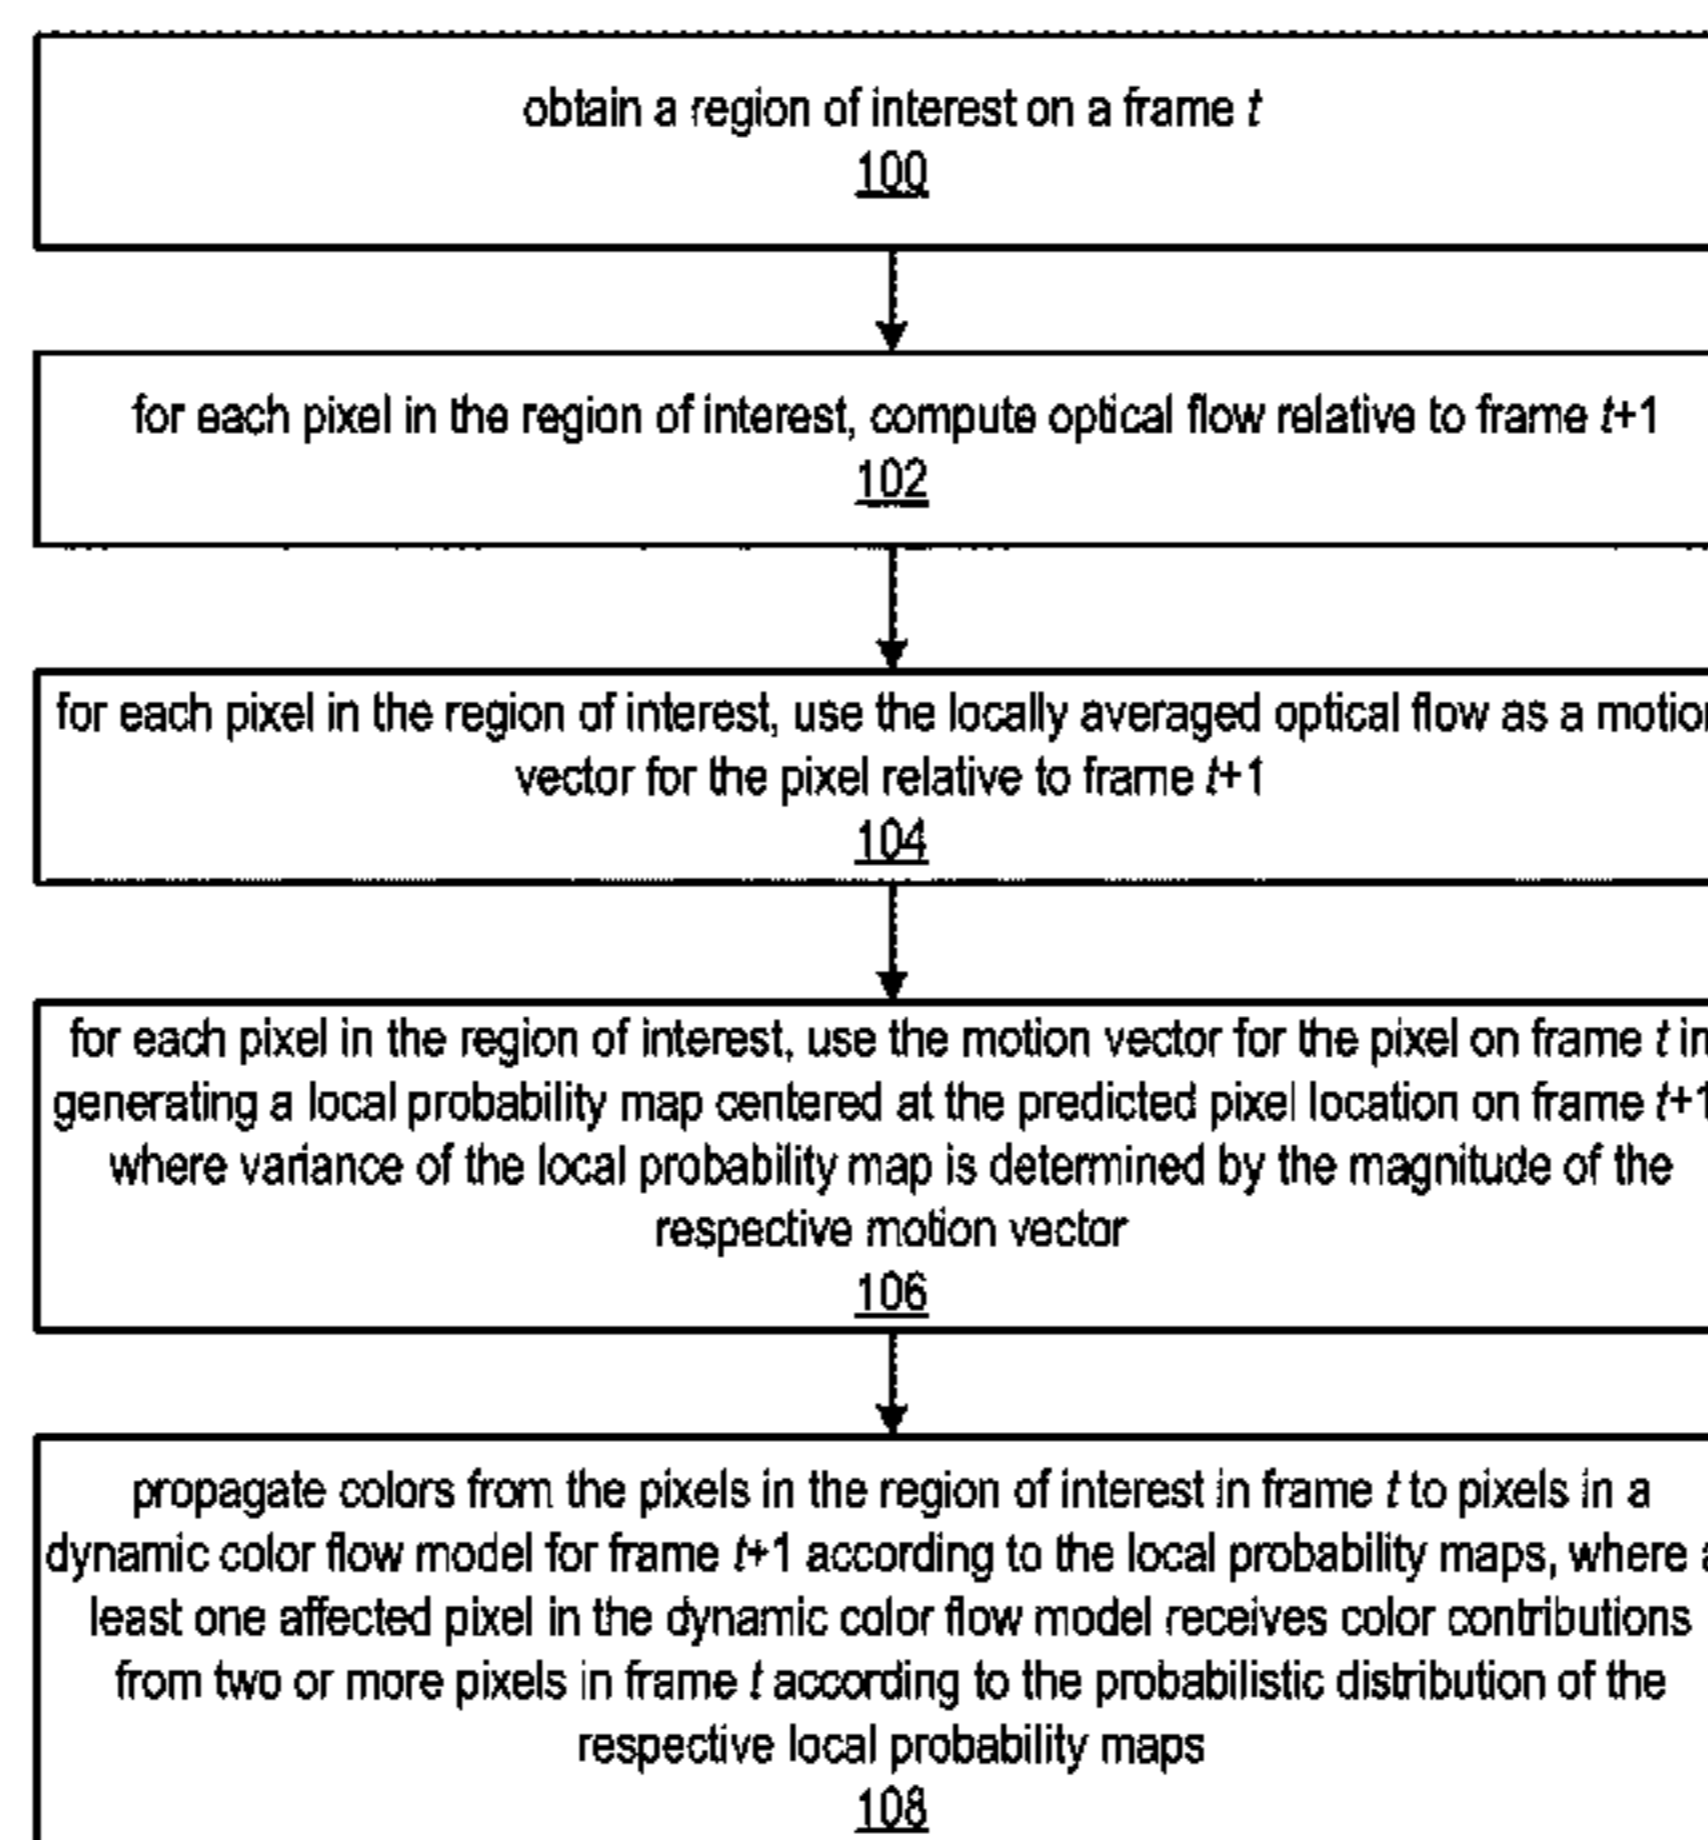 obtain a region of interest on a frame t
100
for each pixel in the region of interest, compute optical flow relative to frame t+1
102
for each pixel in the region of interest, use the locally averaged optical flow as a motion
vector for the pixel relative to frame t+1
104
for each pixel in the region of interest, use the motion vector for the pixel on frame t in
generating a local probability map centered at the predicted pixel location on frame t+1
where variance of the local probability map is determined by the magnitude of the
respective motion vector
106
propagate colors from the pixels in the region of interest in frame t to pixels in a
dynamic color flow model for frame t+1 according to the local probability maps, where
least one affected pixel in the dynamic color flow model receives color contributions
from two or more pixels in frame t according to the probabilistic distribution of the
respective local probability maps
108